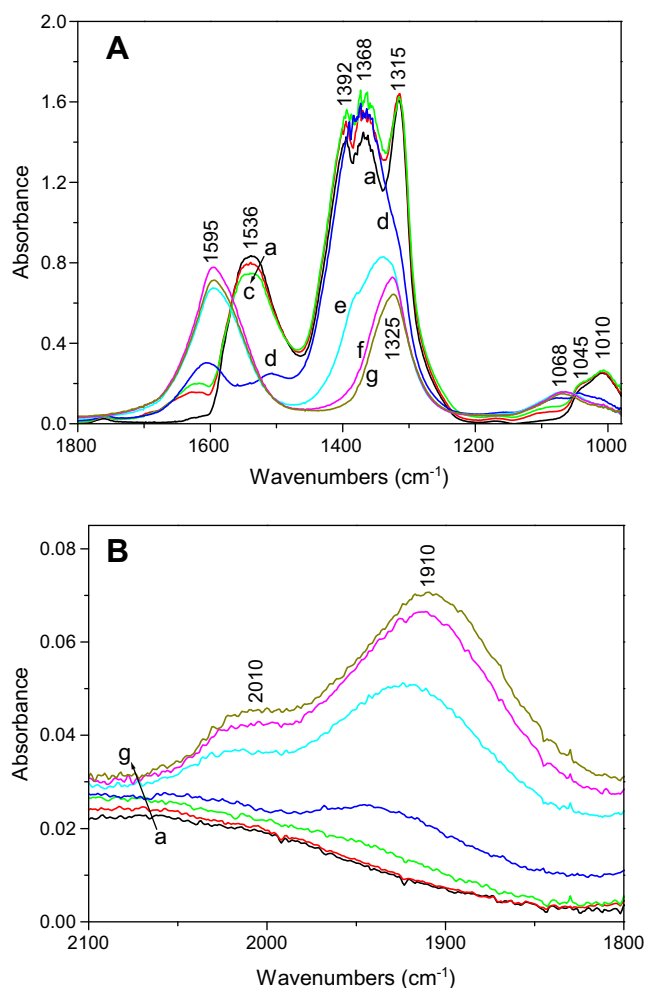 A
2.0
1.6
1.2
0.8
0.4
0.0
Absorbance
1595
1536
1392
1368
1315
1325
1068
1045
1010
a
a
c
d
d
e
f
g
1800
1600
1400
1200
1000
Wavenumbers (cm⁻¹)
B
0.08
0.06
0.04
0.02
0.00
Absorbance
2010
1910
g
a
2100
2000
1900
1800
Wavenumbers (cm⁻¹)